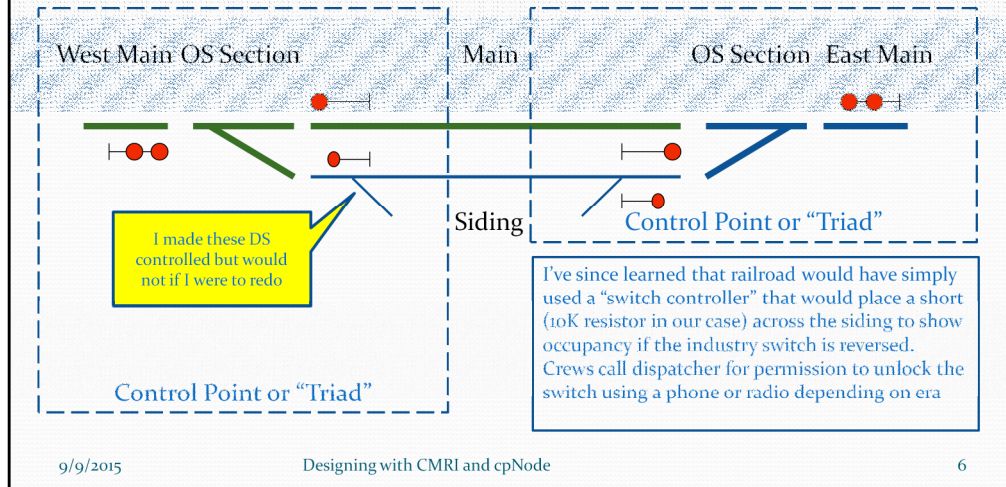 West Main OS Section Main OS Section East Main
I made these DS
controlled but would
not if I were to redo
Siding
Control Point or “Triad”
I’ve since learned that railroad would have simply
used a “switch controller” that would place a short
(10K resistor in our case) across the siding to show
occupancy if the industry switch is reversed.
Crews call dispatcher for permission to unlock the
switch using a phone or radio depending on era
Control Point or “Triad”
9/9/2015 Designing with CMRI and cpNode 6